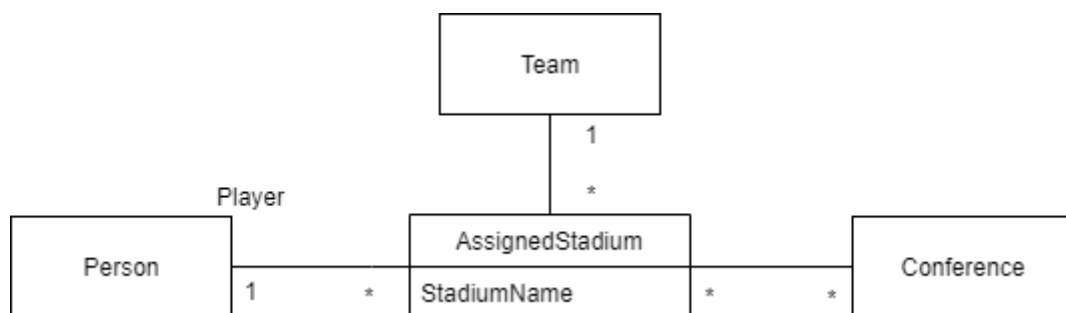 Team
1
*
Player
AssignedStadium
Person
Conference
1
*
StadiumName
*
*